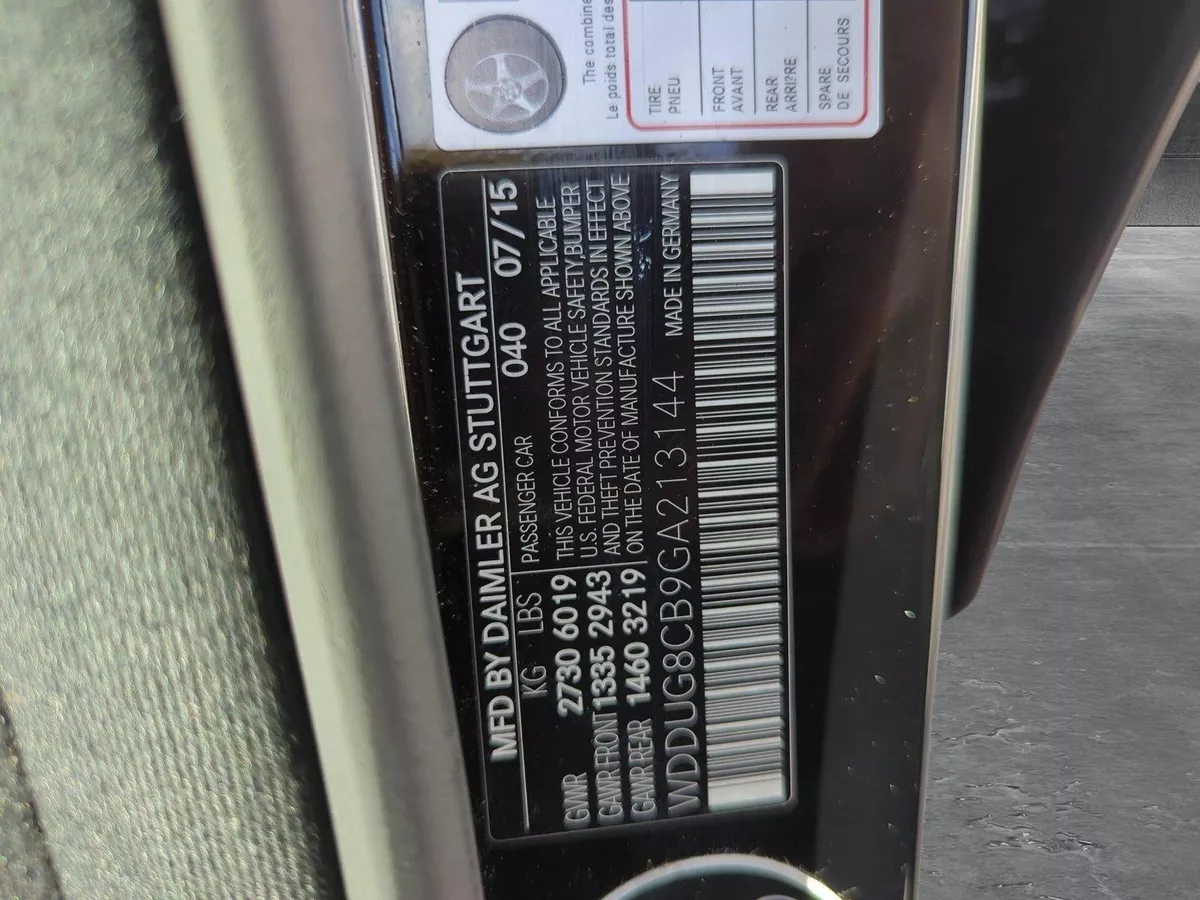 The combine
Le poids total des
TIRE
PNEU
FRONT
AVANT
REAR
ARRI?RE
SPARE
DE SECOURS
MFD BY DAIMLER AG STUTTGART
KG LBS PASSENGER CAR 040 07/15
GVWR 2730 6019 THIS VEHICLE CONFORMS TO ALL APPLICABLE
GAWR FRONT 1335 2943 U.S. FEDERAL MOTOR VEHICLE SAFETY,BUMPER
GAWR REAR 1460 3219 AND THEFT PREVENTION STANDARDS IN EFFECT
ON THE DATE OF MANUFACTURE SHOWN ABOVE
WDDUG8CB9GA213144 MADE IN GERMANY